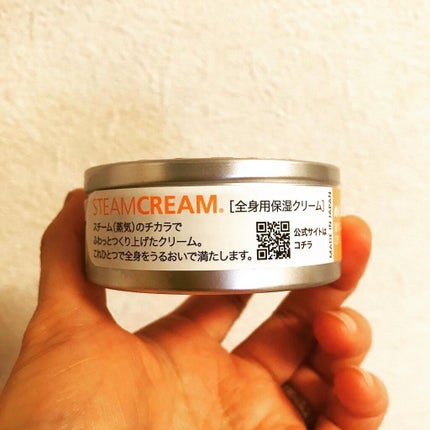 STEAMCREAM® [全身用保湿クリーム]
スチーム(蒸気)のチカラで
ふわっとつくり上げたクリーム。
これひとつで全身をうるおいで満たします。
公式サイトは
コチラ
MADE IN JAPAN